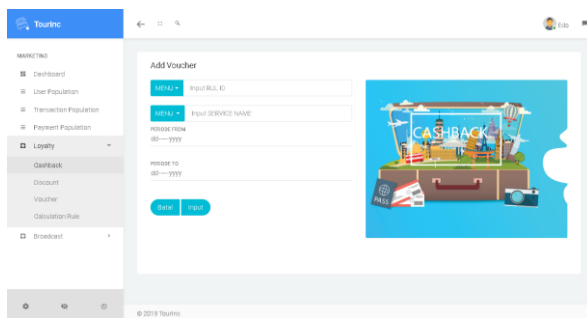 Tourinc
Edo
MARKETING
Dashboard
User Population
Transaction Population
Payment Population
Loyalty
Cashback
Discount
Voucher
Calculation Rule
Broadcast
Add Voucher
MENU
Input RUL ID
MENU
Input SERVICE NAME
PERIODE FROM
dd----yyyy
PERIODE TO
dd----yyyy
Batal
Input
CASHBACK
PASS
© 2019 Tourinc